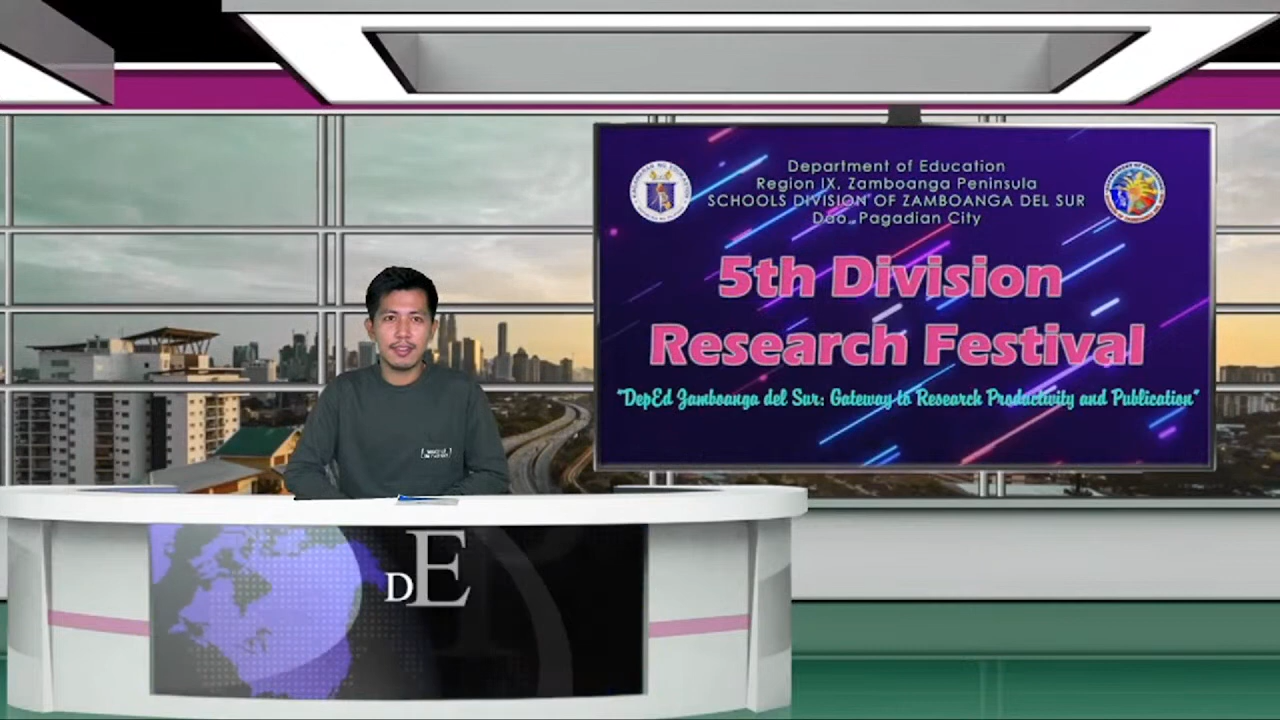 Department of Education
Region IX, Zamboanga Peninsula
SCHOOLS DIVISION OF ZAMBOANGA DEL SUR
Dao, Pagadian City
5th Division
Research Festival
"DepEd Zamboanga del Sur: Gateway to Research Productivity and Publication"
DE